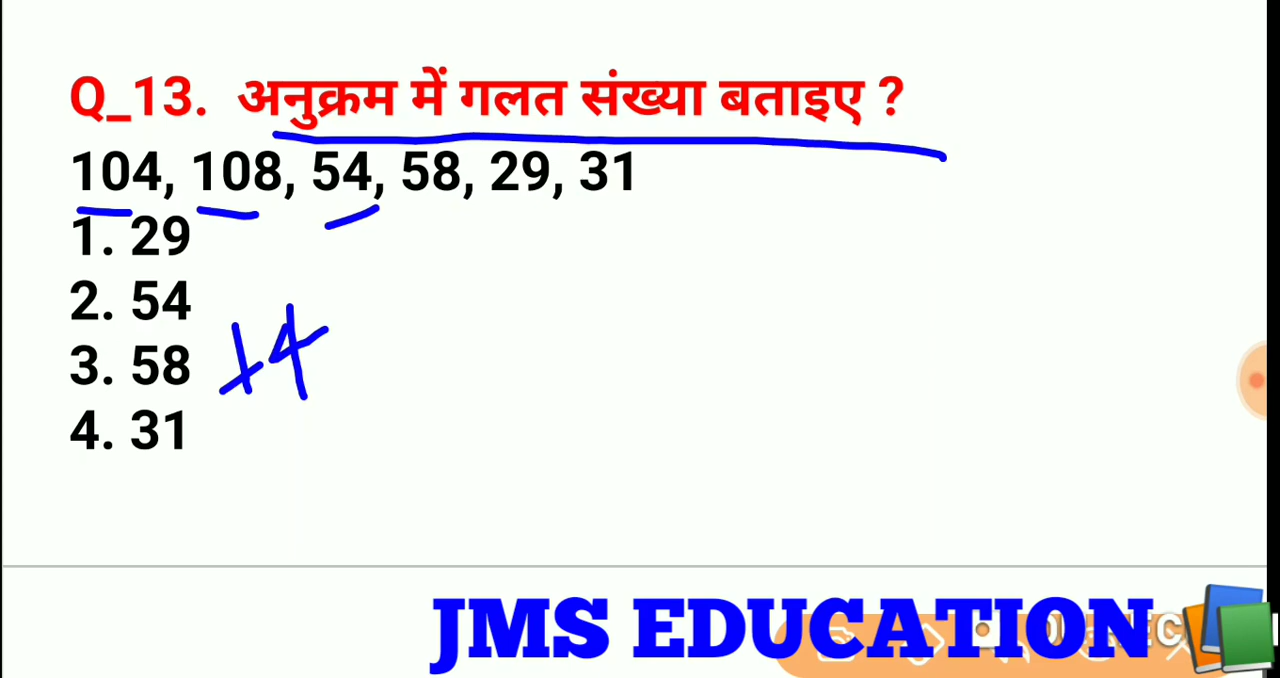 Q_13. अनुक्रम में गलत संख्या बताइए ?
104, 108, 54, 58, 29, 31
1. 29
2. 54
3. 58
+4
4. 31
JMS EDUCATION